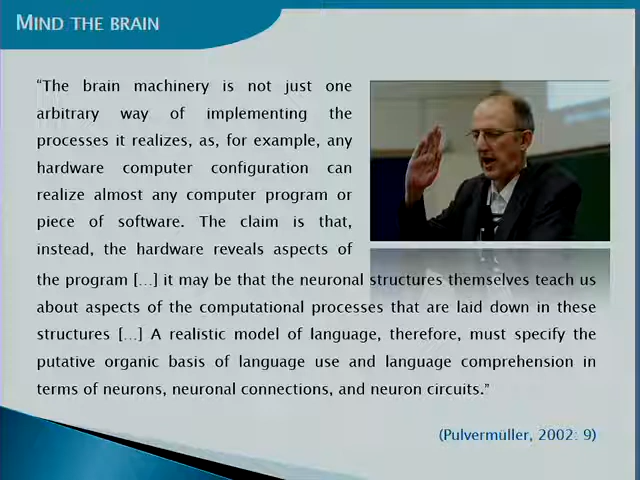 MIND THE BRAIN
“The brain machinery is not just one
arbitrary way of implementing the
processes it realizes, as, for example, any
hardware computer configuration can
realize almost any computer program or
piece of software. The claim is that,
instead, the hardware reveals aspects of
the program [...] it may be that the neuronal structures themselves teach us
about aspects of the computational processes that are laid down in these
structures [...] A realistic model of language, therefore, must specify the
putative organic basis of language use and language comprehension in
terms of neurons, neuronal connections, and neuron circuits.”
(Pulvermüller, 2002: 9)